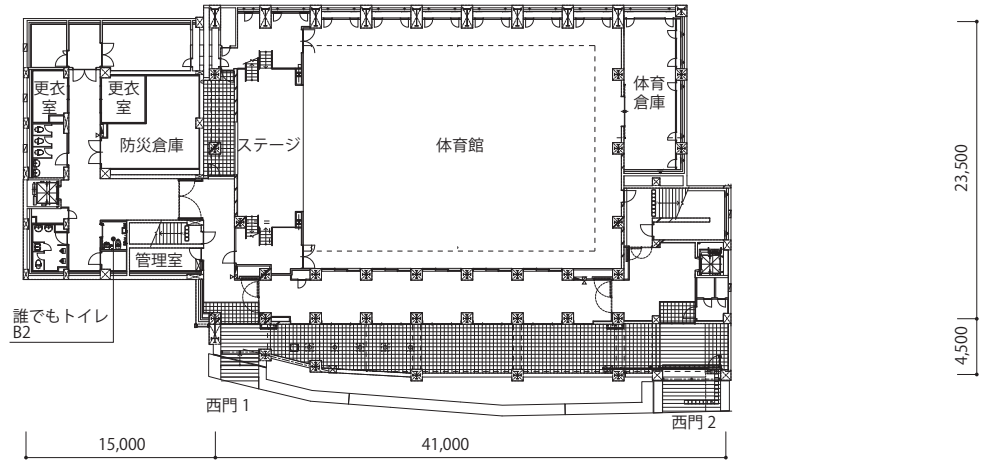 更衣
室
更衣
室
体育
倉庫
防災倉庫
ステージ
体育館
管理室
誰でもトイレ
B2
西門 1
西門 2
15,000
41,000
23,500
4,500